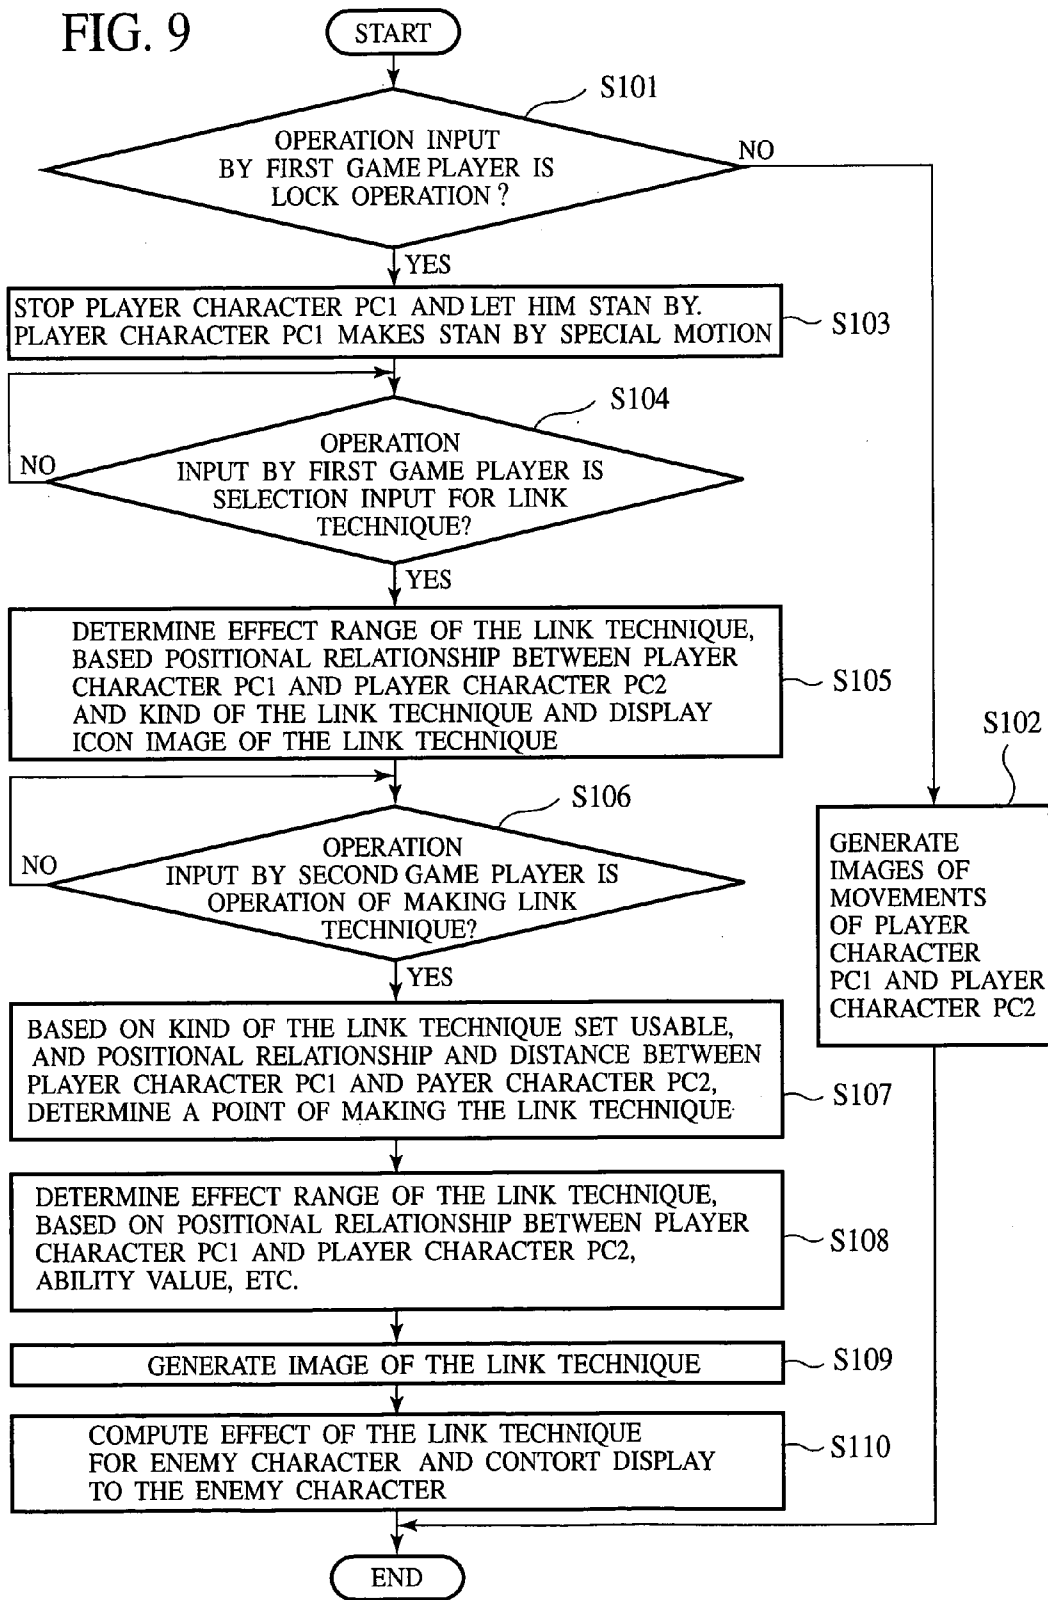 FIG. 9
START
S101
OPERATION INPUT
BY FIRST GAME PLAYER IS
LOCK OPERATION ?
NO
YES
STOP PLAYER CHARACTER PC1 AND LET HIM STAN BY.
PLAYER CHARACTER PC1 MAKES STAN BY SPECIAL MOTION
S103
S104
OPERATION
INPUT BY FIRST GAME PLAYER IS
SELECTION INPUT FOR LINK
TECHNIQUE?
NO
YES
DETERMINE EFFECT RANGE OF THE LINK TECHNIQUE,
BASED POSITIONAL RELATIONSHIP BETWEEN PLAYER
CHARACTER PC1 AND PLAYER CHARACTER PC2
AND KIND OF THE LINK TECHNIQUE AND DISPLAY
ICON IMAGE OF THE LINK TECHNIQUE
S105
S102
GENERATE
IMAGES OF
MOVEMENTS
OF PLAYER
CHARACTER
PC1 AND PLAYER
CHARACTER PC2
S106
OPERATION
INPUT BY SECOND GAME PLAYER IS
OPERATION OF MAKING LINK
TECHNIQUE?
NO
YES
BASED ON KIND OF THE LINK TECHNIQUE SET USABLE,
AND POSITIONAL RELATIONSHIP AND DISTANCE BETWEEN
PLAYER CHARACTER PC1 AND PAYER CHARACTER PC2,
DETERMINE A POINT OF MAKING THE LINK TECHNIQUE
S107
DETERMINE EFFECT RANGE OF THE LINK TECHNIQUE,
BASED ON POSITIONAL RELATIONSHIP BETWEEN PLAYER
CHARACTER PC1 AND PLAYER CHARACTER PC2,
ABILITY VALUE, ETC.
S108
GENERATE IMAGE OF THE LINK TECHNIQUE
S109
COMPUTE EFFECT OF THE LINK TECHNIQUE
FOR ENEMY CHARACTER AND CONTORT DISPLAY
TO THE ENEMY CHARACTER
S110
END